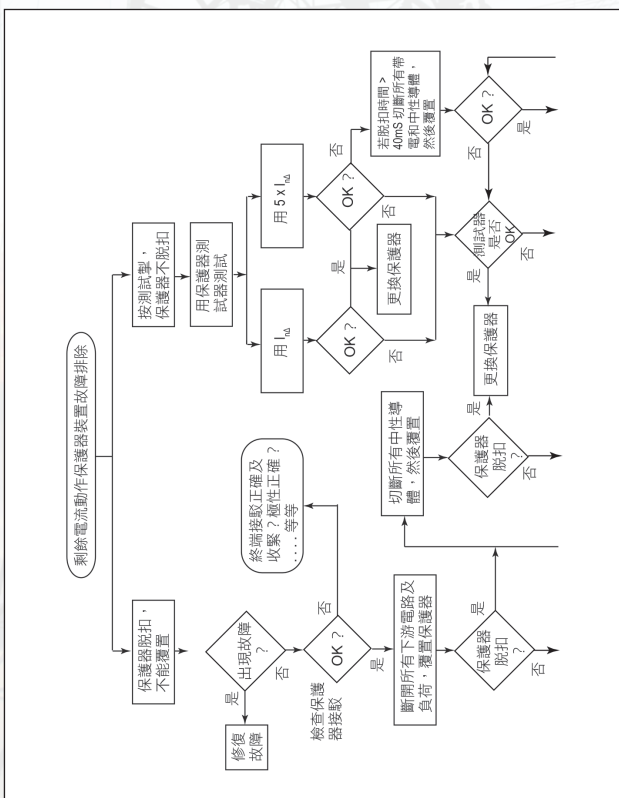 剩餘電流動作保護器裝置故障排除
保護器脫扣，
不能覆置
出現故障
？
是
否
修復
故障
檢查保護
器接駁
OK？
否
是
終端接駁正確及
收緊？極性正確？
....等等
斷開所有下游電路及
負荷，覆置保護器
保護器
脫扣
？
是
否
切斷所有中性導
體，然後覆置
保護器
脫扣
？
是
否
更換保護器
按測試掣，
保護器不脫扣
用保護器測
試器測試
用 I n∆
用 5 x I n∆
OK？
是
否
更換保護器
OK？
否
否
若脫扣時間 >
40mS 切斷所有帶
電和中性導體，
然後覆置
OK？
否
是
側試器
是否
OK
是
否